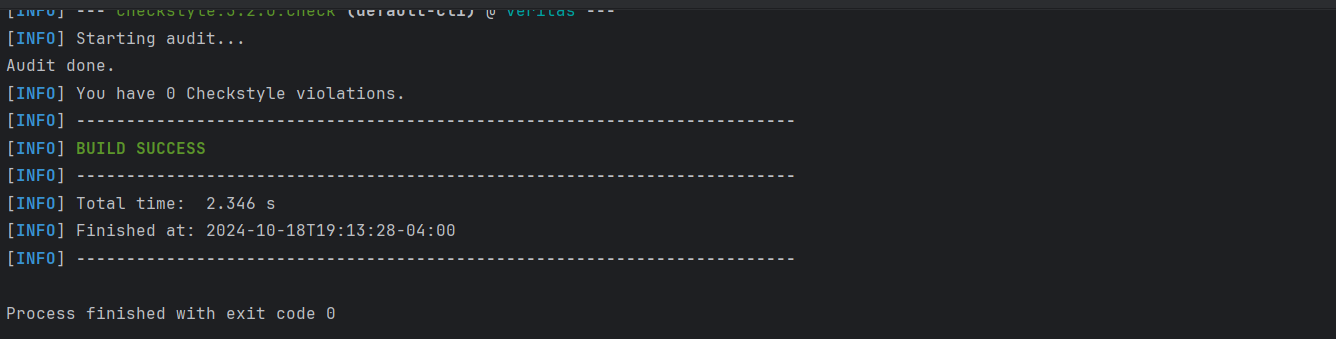 [INFO] --- checkstyle:3.2.0:check (default-cli) @ Veritas ---
[INFO] Starting audit...
Audit done.
[INFO] You have 0 Checkstyle violations.
[INFO] ------------------------------------------------------------------------
[INFO] BUILD SUCCESS
[INFO] ------------------------------------------------------------------------
[INFO] Total time:  2.346 s
[INFO] Finished at: 2024-10-18T19:13:28-04:00
[INFO] ------------------------------------------------------------------------
Process finished with exit code 0